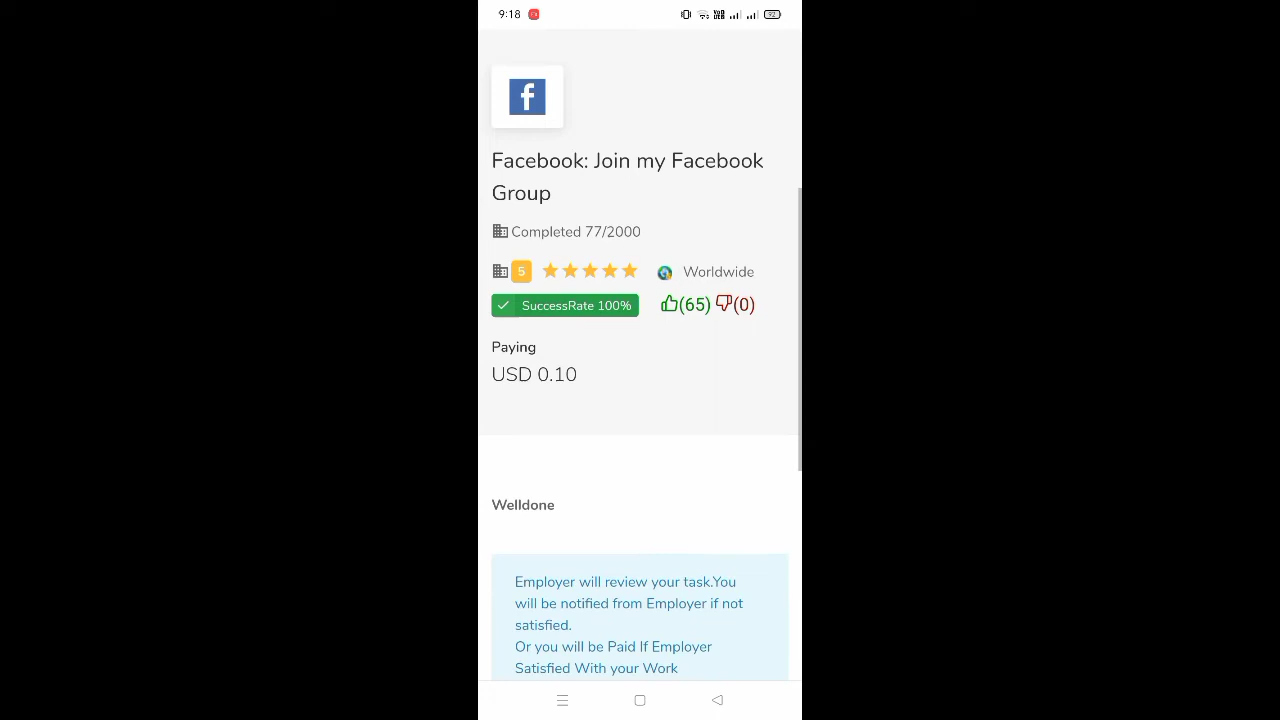 9:18
92
f
Facebook: Join my Facebook
Group
Completed 77/2000
5 Worldwide
SuccessRate 100% (65) (0)
Paying
USD 0.10
Welldone
Employer will review your task.You
will be notified from Employer if not
satisfied.
Or you will be Paid If Employer
Satisfied With your Work